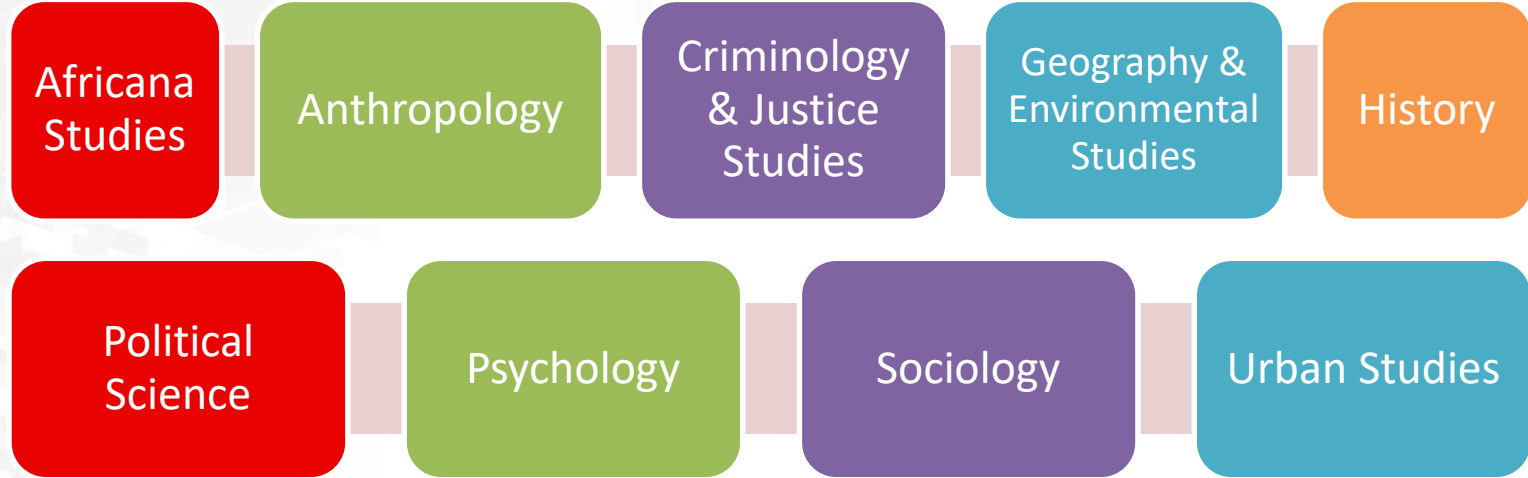 Africana
Studies
Anthropology
Criminology
& Justice
Studies
Geography &
Environmental
Studies
History
Political
Science
Psychology
Sociology
Urban Studies